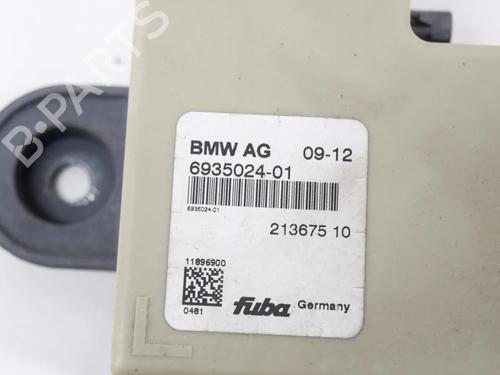 B-PARTS
BMW AG 09-12
6935024-01
6935024-01
213675 10
11896900
0481
fuba Germany
L